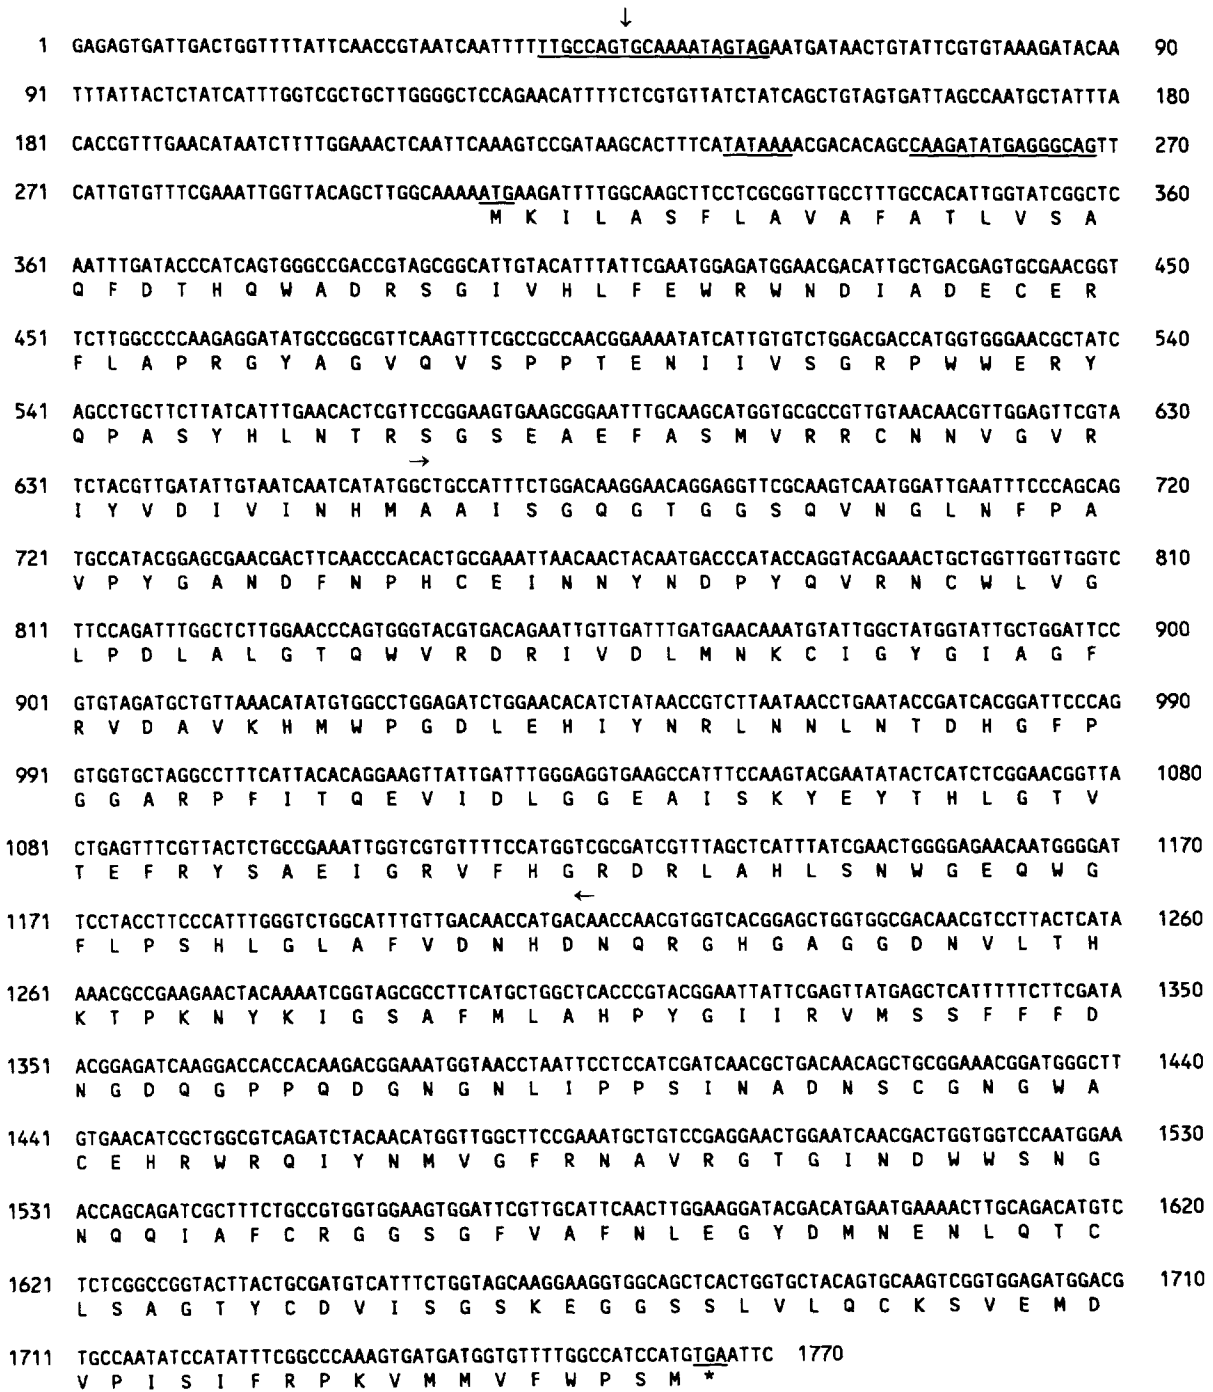 ↓
1 GAGAGTGATTGACTGGTTTTATTCAACCGTAATCAATTTTTTGCCAGTGCAAAATAGTAGAATGATAACTGTATTCGTGTAAAGATACAA 90
91 TTTATTACTCTATCATTTGGTCGCTGCTTGGGGCTCCAGAACATTTTCTCGTGTTATCTATCAGCTGTAGTGATTAGCCAATGCTATTTA 180
181 CACCGTTTGAACATAATCTTTTGGAAACTCAATTCAAAGTCCGATAAGCACTTTCATATAAAACGACACAGCCAAGATATGAGGGCAGTT 270
271 CATTGTGTTTCGAAATTGGTTACAGCTTGGCAAAAATGAAGATTTTGGCAAGCTTCCTCGCGGTTGCCTTTGCCACATTGGTATCGGCTC 360
M K I L A S F L A V A F A T L V S A
361 AATTTGATACCCATCAGTGGGCCGACCGTAGCGGCATTGTACATTTATTCGAATGGAGATGGAACGACATTGCTGACGAGTGCGAACGGT 450
Q F D T H Q W A D R S G I V H L F E W R W N D I A D E C E R
451 TCTTGGCCCCAAGAGGATATGCCGGCGTTCAAGTTTCGCCGCCAACGGAAAATATCATTGTGTCTGGACGACCATGGTGGGAACGCTATC 540
F L A P R G Y A G V Q V S P P T E N I I V S G R P W W E R Y
541 AGCCTGCTTCTTATCATTTGAACACTCGTTCCGGAAGTGAAGCGGAATTTGCAAGCATGGTGCGCCGTTGTAACAACGTTGGAGTTCGTA 630
Q P A S Y H L N T R S G S E A E F A S M V R R C N N V G V R
→
631 TCTACGTTGATATTGTAATCAATCATATGGCTGCCATTTCTGGACAAGGAACAGGAGGTTCGCAAGTCAATGGATTGAATTTCCCAGCAG 720
I Y V D I V I N H M A A I S G Q G T G G S Q V N G L N F P A
721 TGCCATACGGAGCGAACGACTTCAACCCACACTGCGAAATTAACAACTACAATGACCCATACCAGGTACGAAACTGCTGGTTGGTTGGTC 810
V P Y G A N D F N P H C E I N N Y N D P Y Q V R N C W L V G
811 TTCCAGATTTGGCTCTTGGAACCCAGTGGGTACGTGACAGAATTGTTGATTTGATGAACAAATGTATTGGCTATGGTATTGCTGGATTCC 900
L P D L A L G T Q W V R D R I V D L M N K C I G Y G I A G F
901 GTGTAGATGCTGTTAAACATATGTGGCCTGGAGATCTGGAACACATCTATAACCGTCTTAATAACCTGAATACCGATCACGGATTCCCAG 990
R V D A V K H M W P G D L E H I Y N R L N N L N T D H G F P
991 GTGGTGCTAGGCCTTTCATTACACAGGAAGTTATTGATTTGGGAGGTGAAGCCATTTCCAAGTACGAATATACTCATCTCGGAACGGTTA 1080
G G A R P F I T Q E V I D L G G E A I S K Y E Y T H L G T V
1081 CTGAGTTTCGTTACTCTGCCGAAATTGGTCGTGTTTTCCATGGTCGCGATCGTTTAGCTCATTTATCGAACTGGGGAGAACAATGGGGAT 1170
T E F R Y S A E I G R V F H G R D R L A H L S N W G E Q W G
←
1171 TCCTACCTTCCCATTTGGGTCTGGCATTTGTTGACAACCATGACAACCAACGTGGTCACGGAGCTGGTGGCGACAACGTCCTTACTCATA 1260
F L P S H L G L A F V D N H D N Q R G H G A G G D N V L T H
1261 AAACGCCGAAGAACTACAAAATCGGTAGCGCCTTCATGCTGGCTCACCCGTACGGAATTATTCGAGTTATGAGCTCATTTTTCTTCGATA 1350
K T P K N Y K I G S A F M L A H P Y G I I R V M S S F F F D
1351 ACGGAGATCAAGGACCACCACAAGACGGAAATGGTAACCTAATTCCTCCATCGATCAACGCTGACAACAGCTGCGGAAACGGATGGGCTT 1440
N G D Q G P P Q D G N G N L I P P S I N A D N S C G N G W A
1441 GTGAACATCGCTGGCGTCAGATCTACAACATGGTTGGCTTCCGAAATGCTGTCCGAGGAACTGGAATCAACGACTGGTGGTCCAATGGAA 1530
C E H R W R Q I Y N M V G F R N A V R G T G I N D W W S N G
1531 ACCAGCAGATCGCTTTCTGCCGTGGTGGAAGTGGATTCGTTGCATTCAACTTGGAAGGATACGACATGAATGAAAACTTGCAGACATGTC 1620
N Q Q I A F C R G G S G F V A F N L E G Y D M N E N L Q T C
1621 TCTCGGCCGGTACTTACTGCGATGTCATTTCTGGTAGCAAGGAAGGTGGCAGCTCACTGGTGCTACAGTGCAAGTCGGTGGAGATGGACG 1710
L S A G T Y C D V I S G S K E G G S S L V L Q C K S V E M D
1711 TGCCAATATCCATATTTCGGCCCAAAGTGATGATGGTGTTTTGGCCATCCATGTGAATTC 1770
V P I S I F R P K V M M V F W P S M *